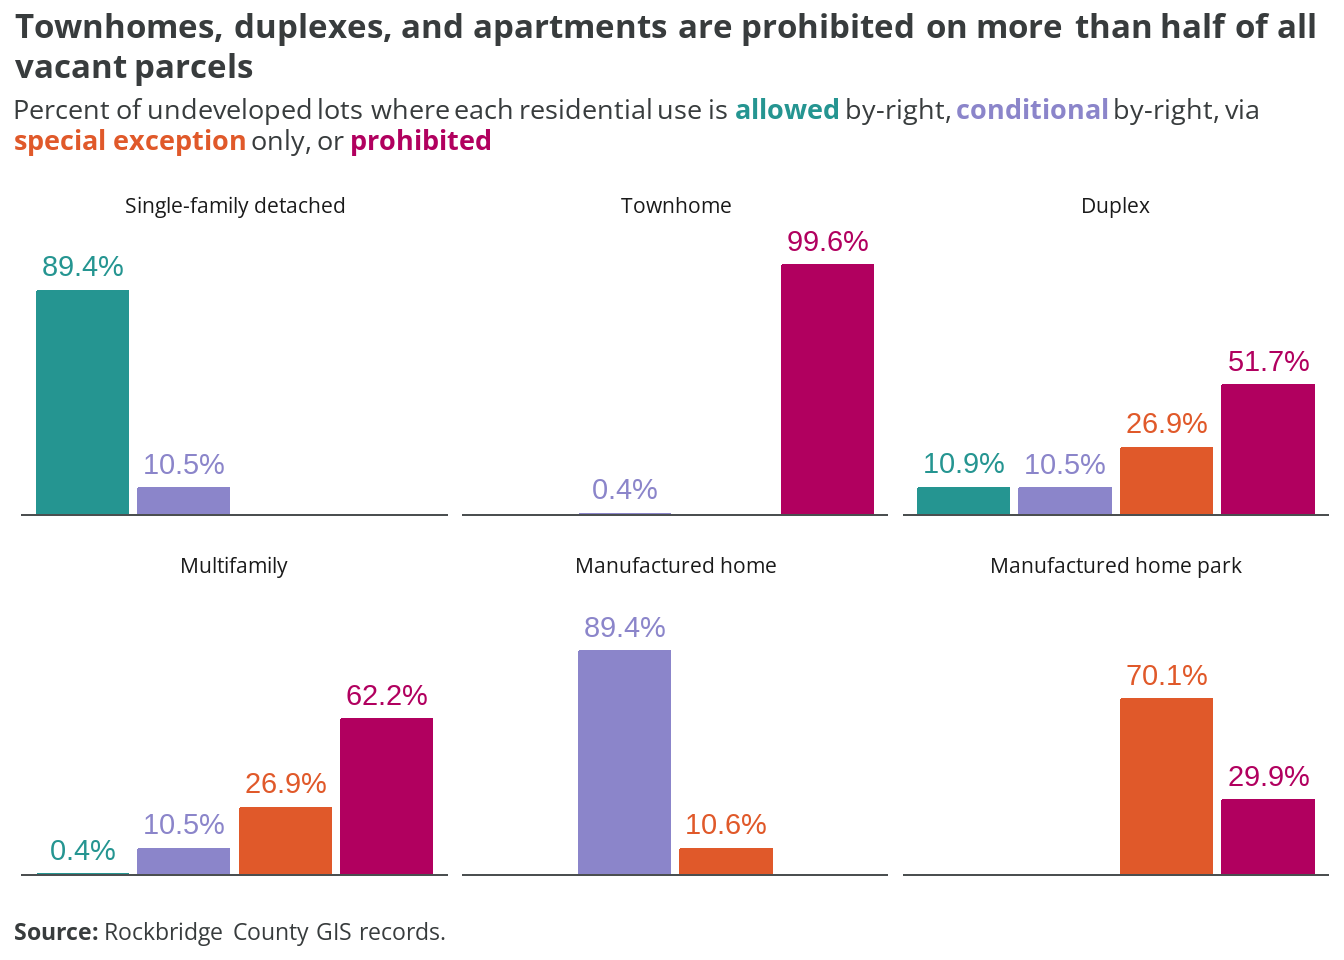 Townhomes, duplexes, and apartments are prohibited on more than half of all
vacant parcels
Percent of undeveloped lots where each residential use is allowed by-right, conditional by-right, via
special exception only, or prohibited
Single-family detached
89.4%
10.5%
Townhome
0.4%
99.6%
Duplex
10.9%
10.5%
26.9%
51.7%
Multifamily
0.4%
10.5%
26.9%
62.2%
Manufactured home
89.4%
10.6%
Manufactured home park
70.1%
29.9%
Source: Rockbridge County GIS records.